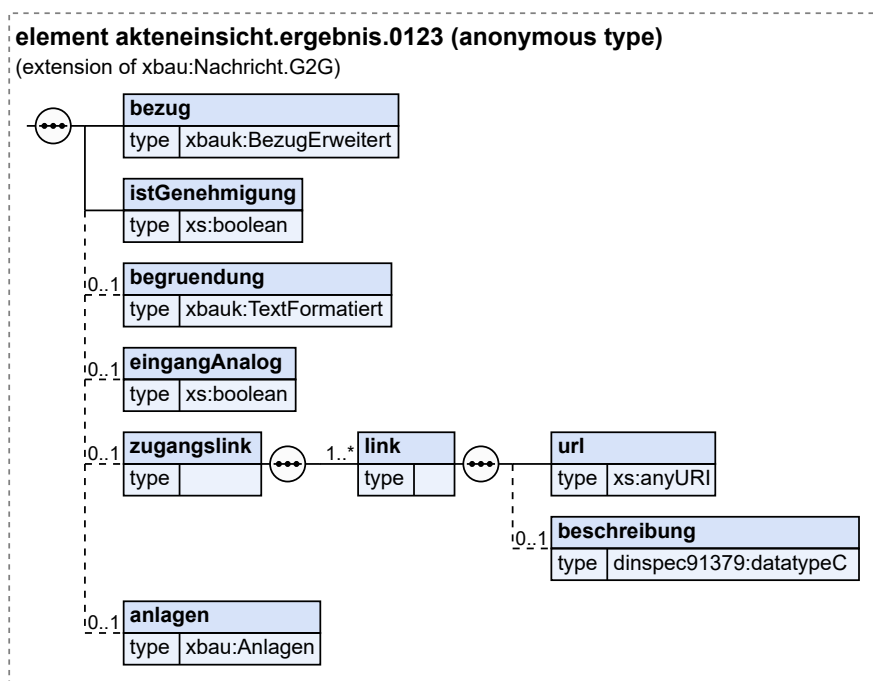 element akteneinsicht.ergebnis.0123 (anonymous type)
(extension of xbau:Nachricht.G2G)
bezug
type xbauk:BezugErweitert
istGenehmigung
type xs:boolean
0..1 begruendung
type xbauk:TextFormatiert
0..1 eingangAnalog
type xs:boolean
0..1 zugangslink 1..* link url
type type type xs:anyURI
0..1 beschreibung
type dinspec91379:datatypeC
0..1 anlagen
type xbau:Anlagen